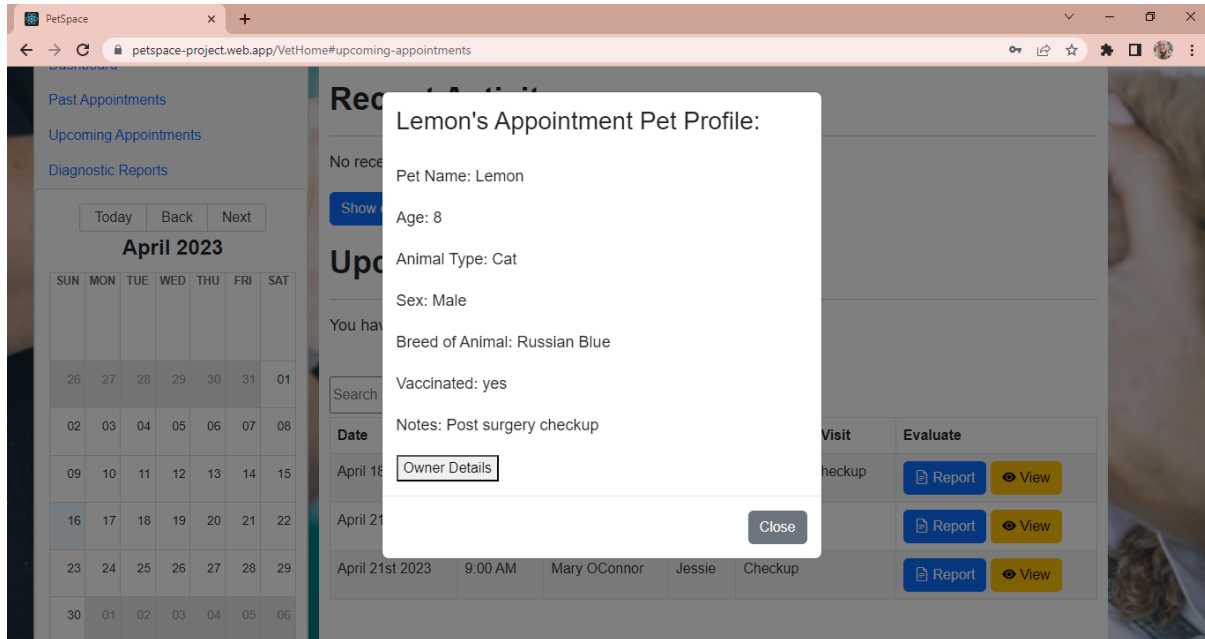 PetSpace
petspace-project.web.app/VetHome#upcoming-appointments
Past Appointments
Upcoming Appointments
Diagnostic Reports
Today Back Next
April 2023
SUN MON TUE WED THU FRI SAT
26 27 28 29 30 31 01
02 03 04 05 06 07 08
09 10 11 12 13 14 15
16 17 18 19 20 21 22
23 24 25 26 27 28 29
30 01 02 03 04 05 06
No rece
Show
Upc
You hav
Search
Date Visit Evaluate
April 18 heckup Report View
April 21 Report View
April 21st 2023 9:00 AM Mary OConnor Jessie Checkup Report View
Lemon's Appointment Pet Profile:
Pet Name: Lemon
Age: 8
Animal Type: Cat
Sex: Male
Breed of Animal: Russian Blue
Vaccinated: yes
Notes: Post surgery checkup
Owner Details
Close